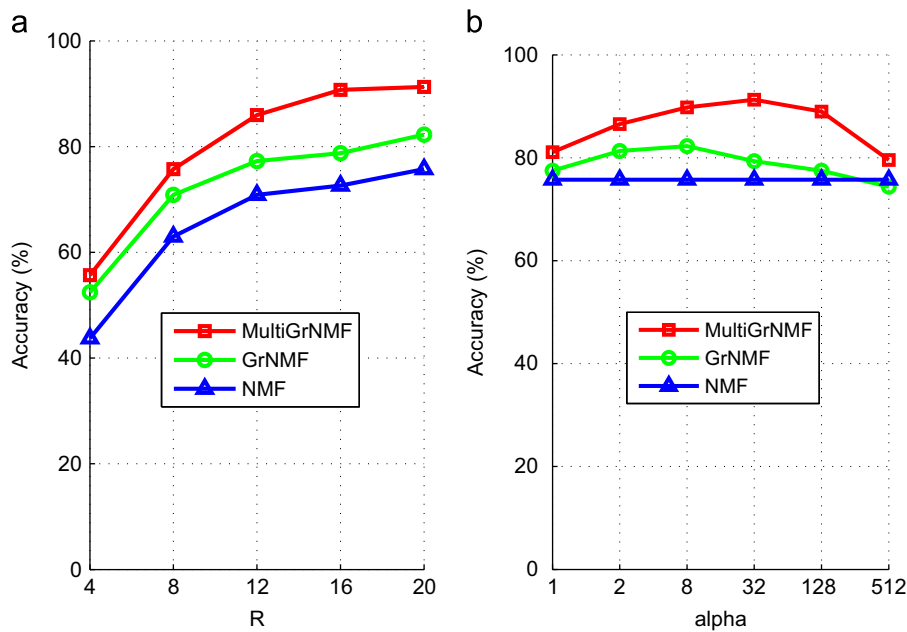 a
100
80
60
40
20
0
Accuracy (%)
MultiGrNMF
GrNMF
NMF
4 8 12 16 20
R
b
100
80
60
40
20
0
Accuracy (%)
MultiGrNMF
GrNMF
NMF
1 2 8 32 128 512
alpha